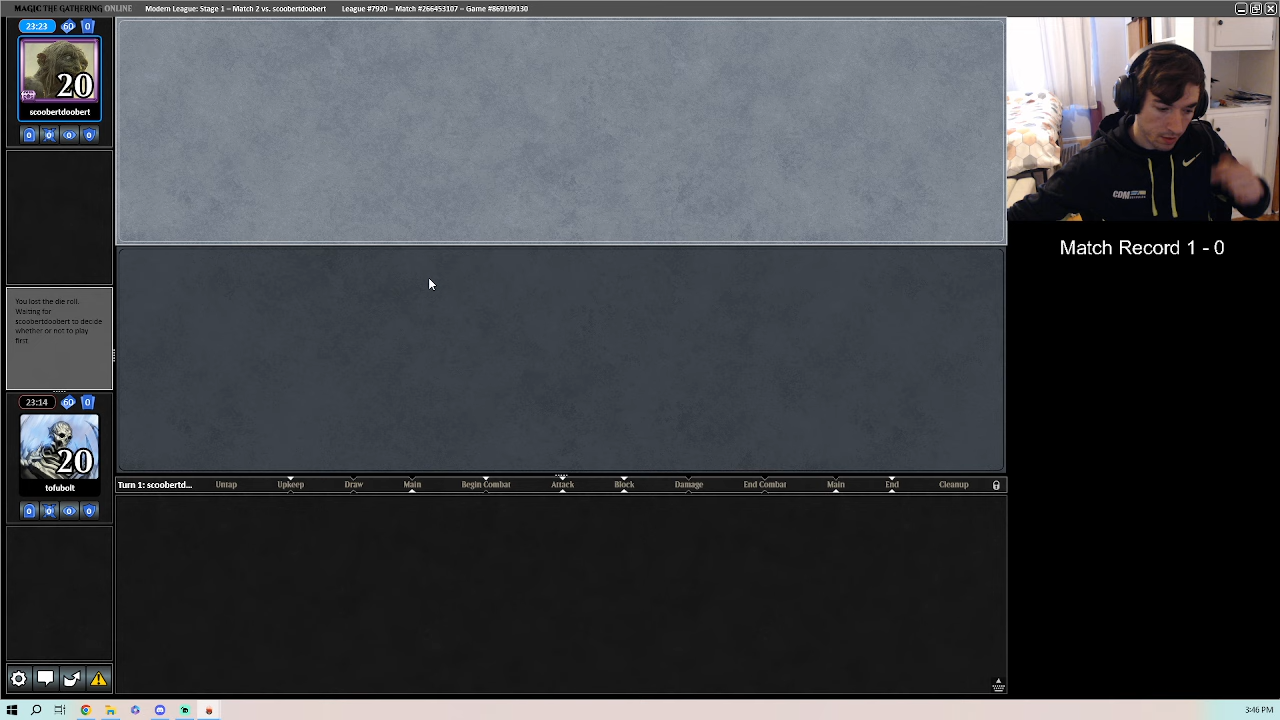 MAGIC THE GATHERING ONLINE
Modern League: Stage 1 – Match 2 vs. scoobertdoobert
League #7920 – Match #266453107 – Game #869199130
23:23
60
0
20
scoobertdoobert
0
0
0
0
Match Record 1 - 0
You lost the die roll.
Waiting for
scoobertdoobert to decide
whether or not to play
first.
23:14
60
0
20
tofubolt
Turn 1: scoobertd...
Untap
Upkeep
Draw
Main
Begin Combat
Attack
Block
Damage
End Combat
Main
End
Cleanup
0
0
0
0
3:46 PM